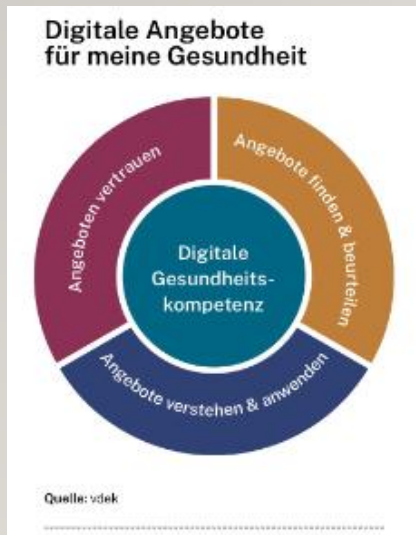 Digitale Angebote
für meine Gesundheit
Angeboten vertrauen
Angebote finden & beurteilen
Digitale
Gesundheits-
kompetenz
Angebote verstehen & anwenden
Quelle: vdek